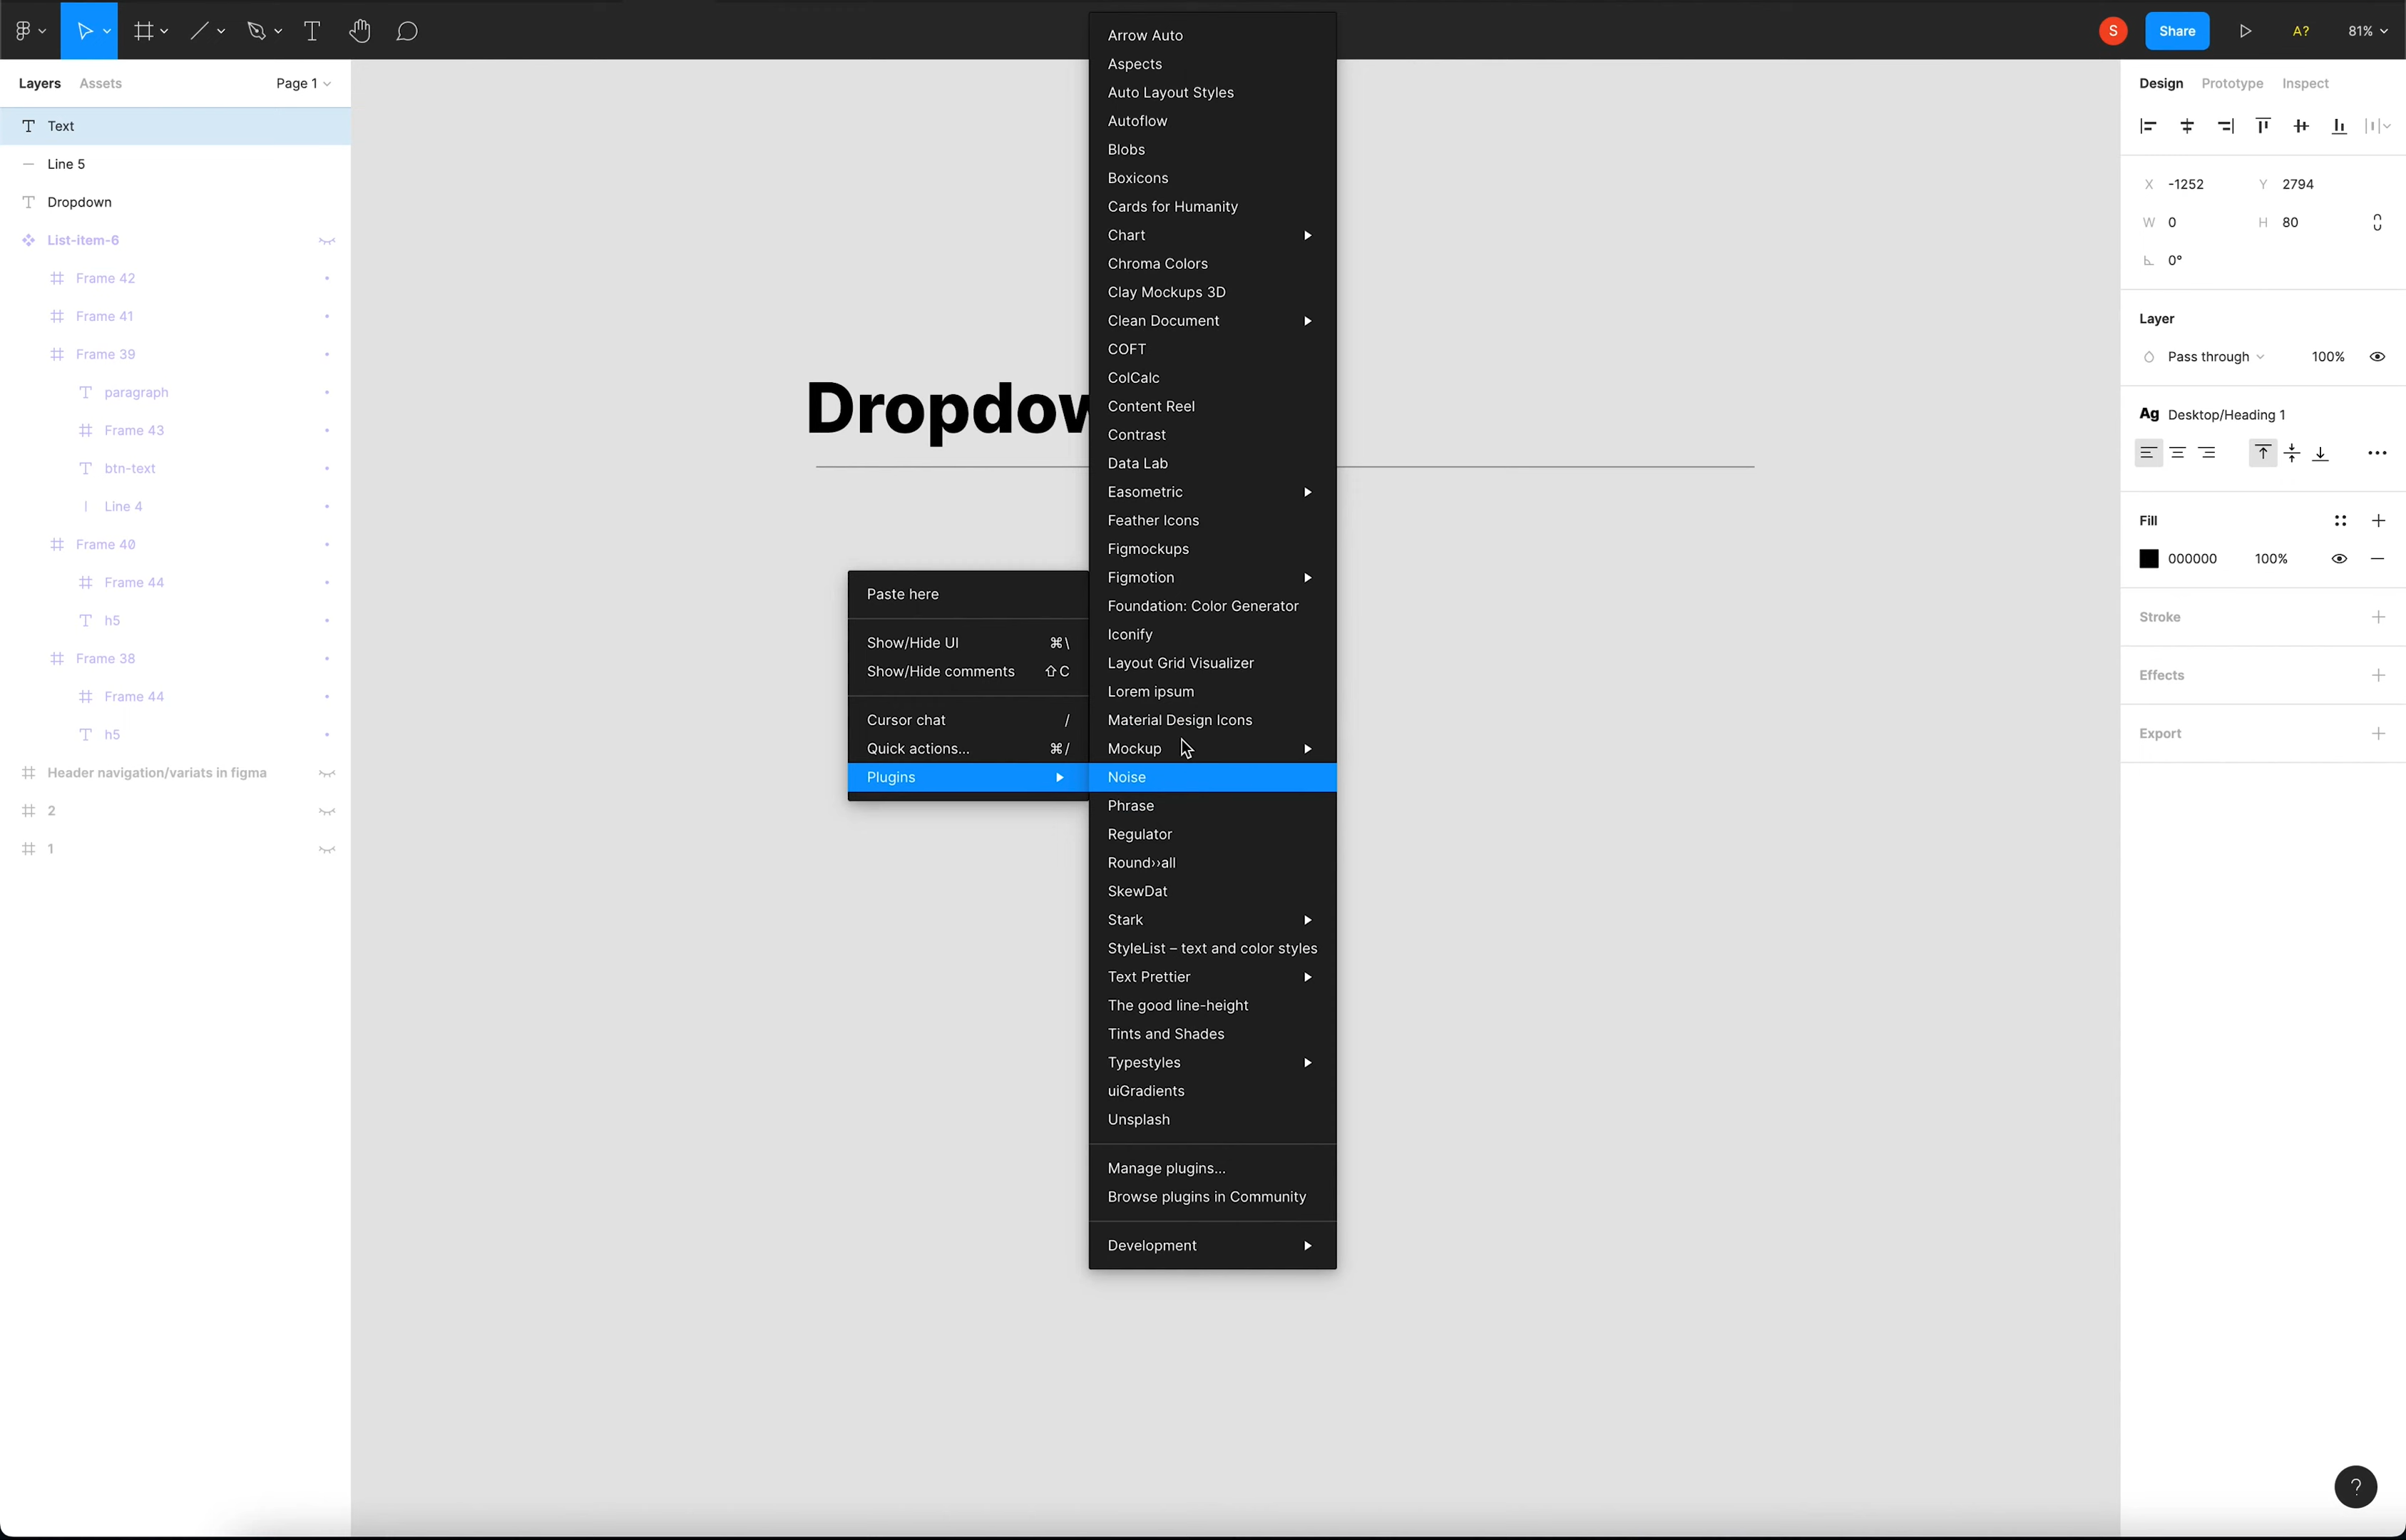 S
Share
A?
81%
Layers
Assets
Page 1
Text
Line 5
Dropdown
List-item-6
Frame 42
Frame 41
Frame 39
paragraph
Frame 43
btn-text
Line 4
Frame 40
Frame 44
h5
Frame 38
Frame 44
h5
Header navigation/variats in figma
2
1
Paste here
Show/Hide UI ⌘\
Show/Hide comments ⇧C
Cursor chat /
Quick actions... ⌘/
Plugins
Arrow Auto
Aspects
Auto Layout Styles
Autoflow
Blobs
Boxicons
Cards for Humanity
Chart
Chroma Colors
Clay Mockups 3D
Clean Document
COFT
ColCalc
Content Reel
Contrast
Data Lab
Easometric
Feather Icons
Figmockups
Figmotion
Foundation: Color Generator
Iconify
Layout Grid Visualizer
Lorem ipsum
Material Design Icons
Mockup
Noise
Phrase
Regulator
Round››all
SkewDat
Stark
StyleList – text and color styles
Text Prettier
The good line-height
Tints and Shades
Typestyles
uiGradients
Unsplash
Manage plugins...
Browse plugins in Community
Development
Design
Prototype
Inspect
X -1252 Y 2794
W 0 H 80
0°
Layer
Pass through 100%
Ag Desktop/Heading 1
Fill
000000 100%
Stroke
Effects
Export
?